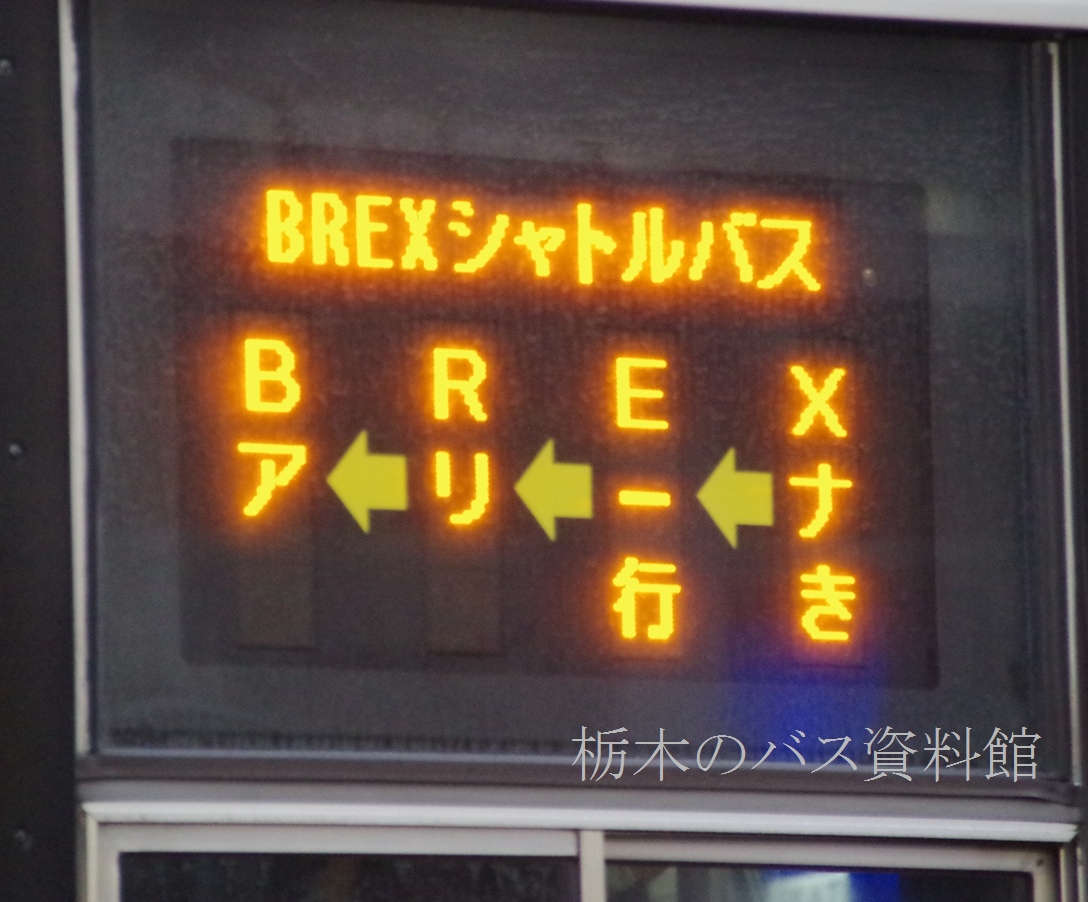 BREXシャトルバス
B R E X
ア ← リ ← ー ← ナ
行 き
栃木のバス資料館